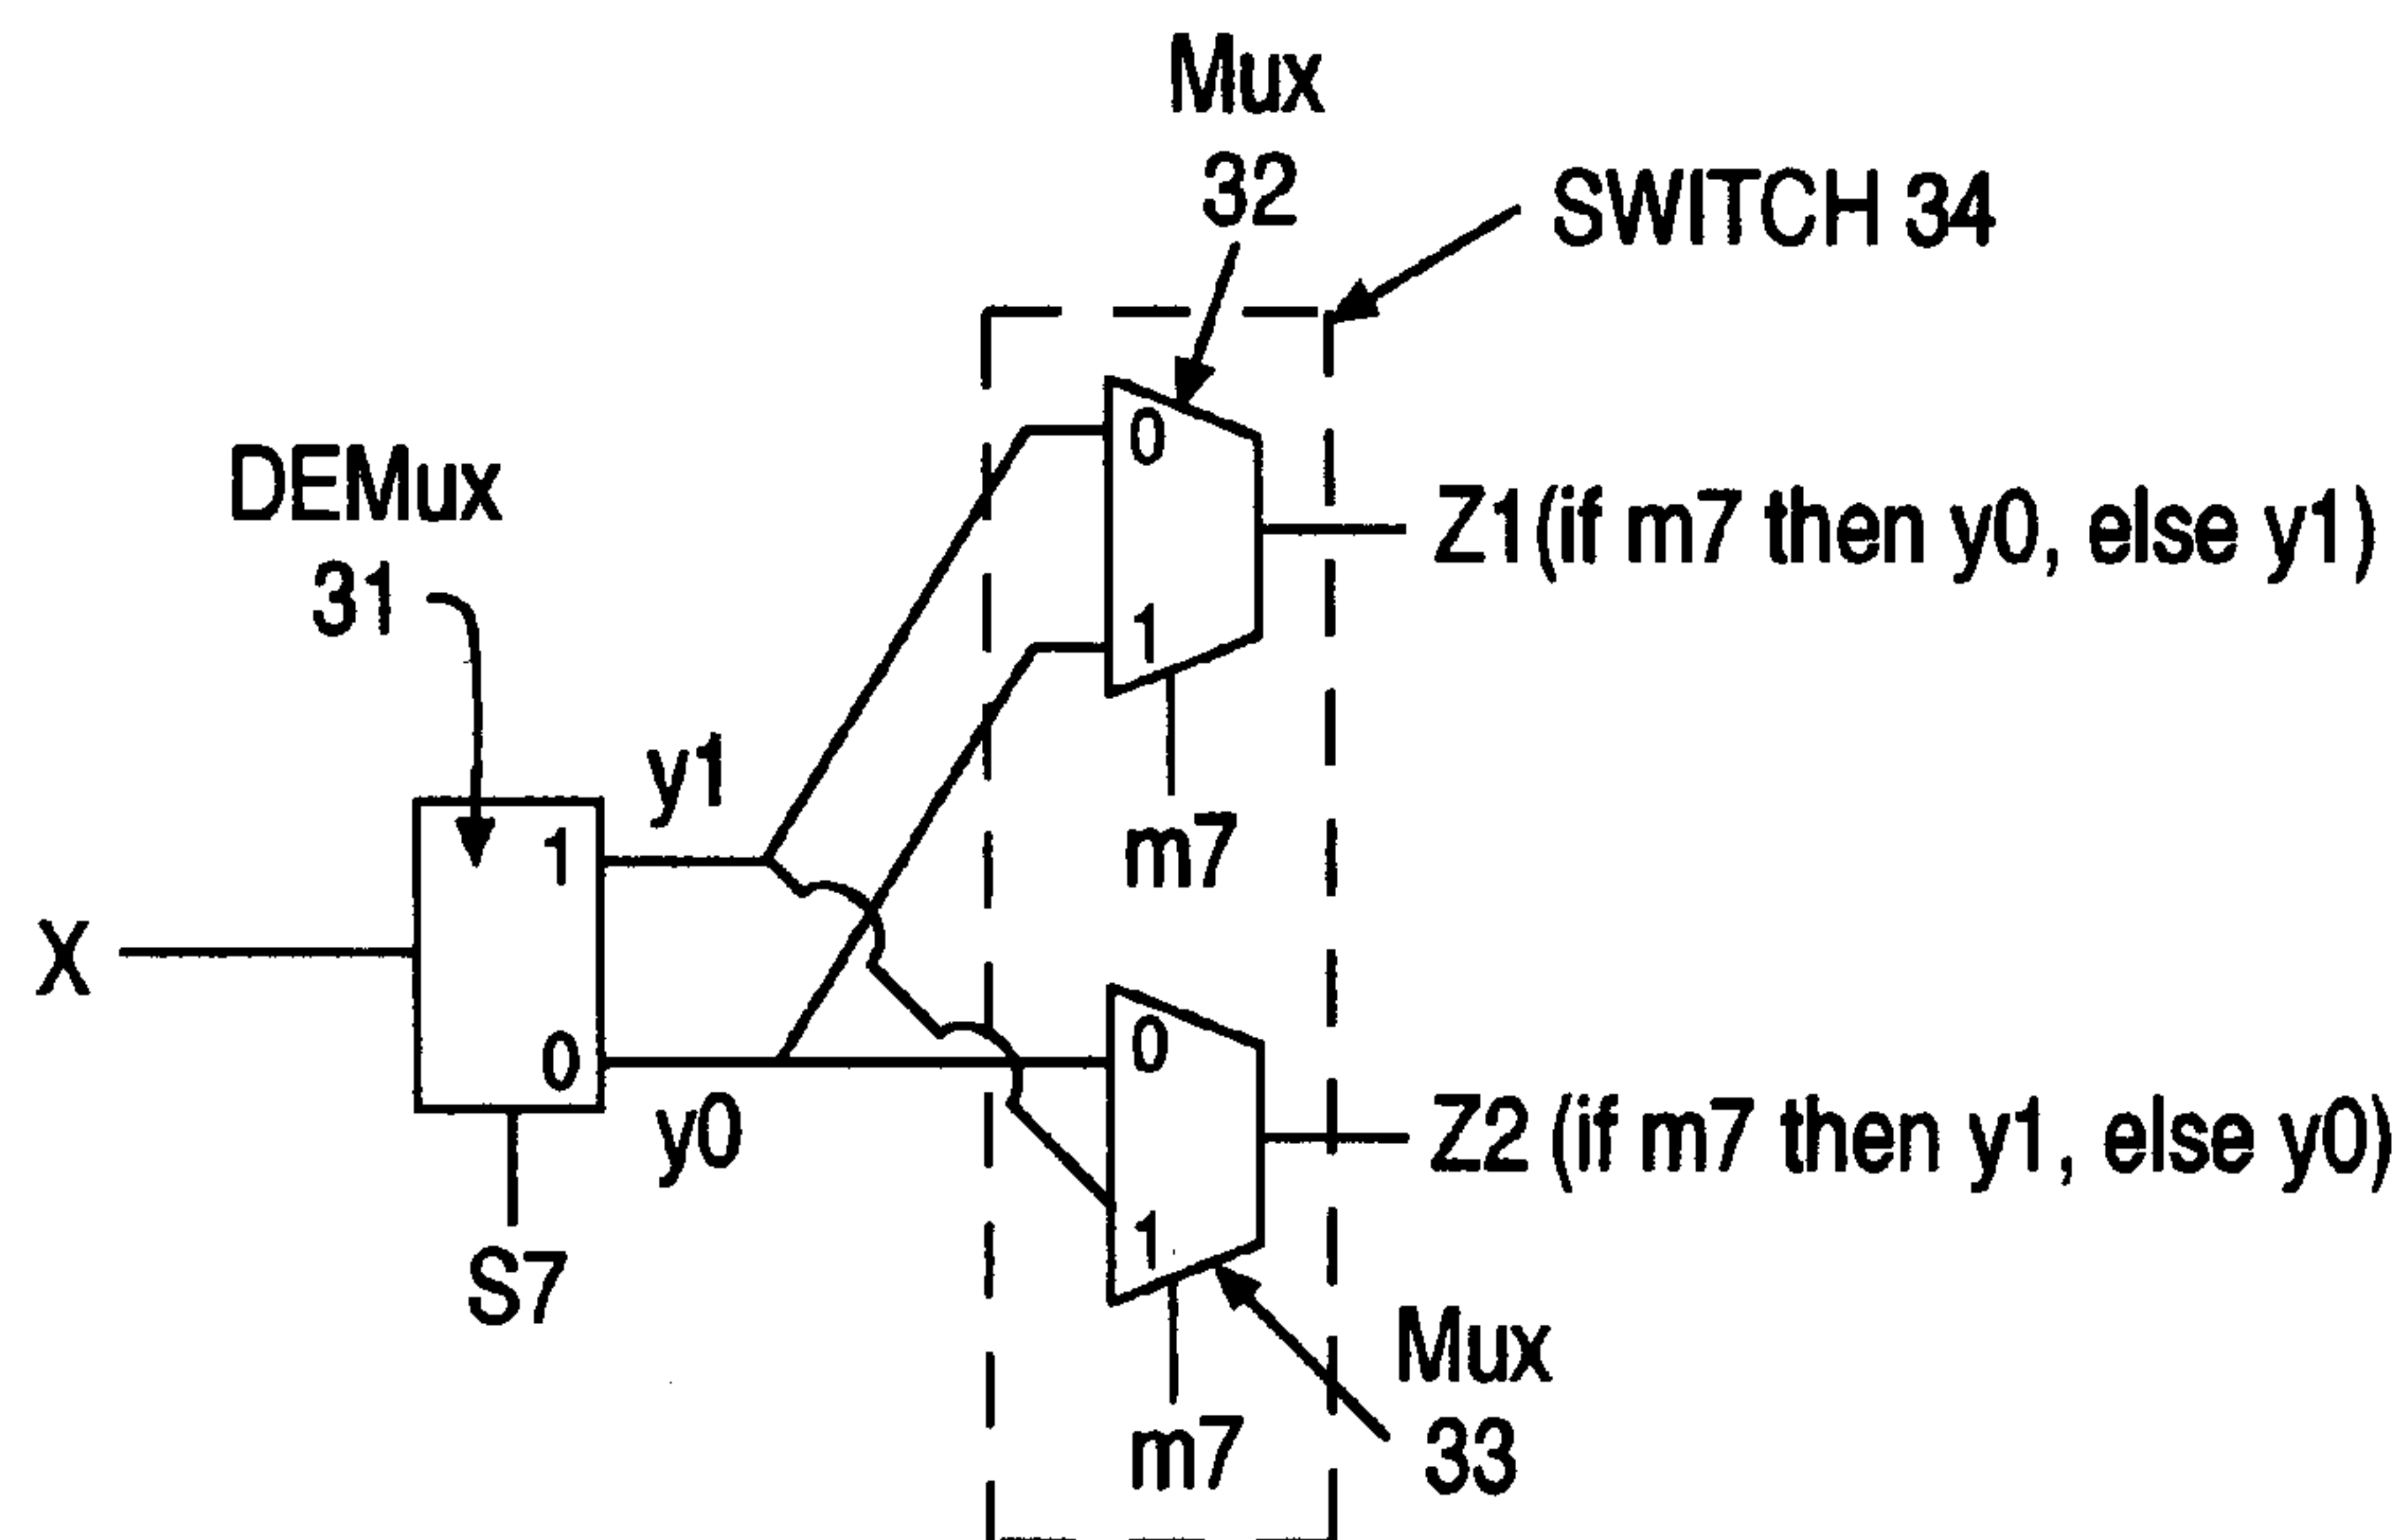 Mux
32
SWITCH 34
0
DEMux
31
Z1(if m7 then y0, else y1)
1
y1
m7
1
X
0
0
y0
Z2 (if m7 then y1, else y0)
1
S7
Mux
m7
33